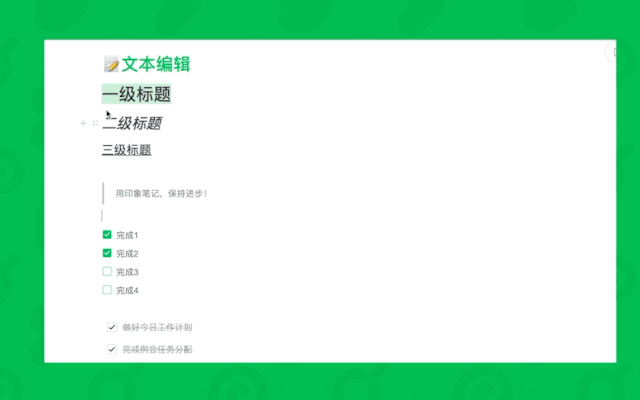 文本编辑
一级标题
二级标题
三级标题
用印象笔记，保持进步！
完成1
完成2
完成3
完成4
做好今日工作计划
完成例会任务分配